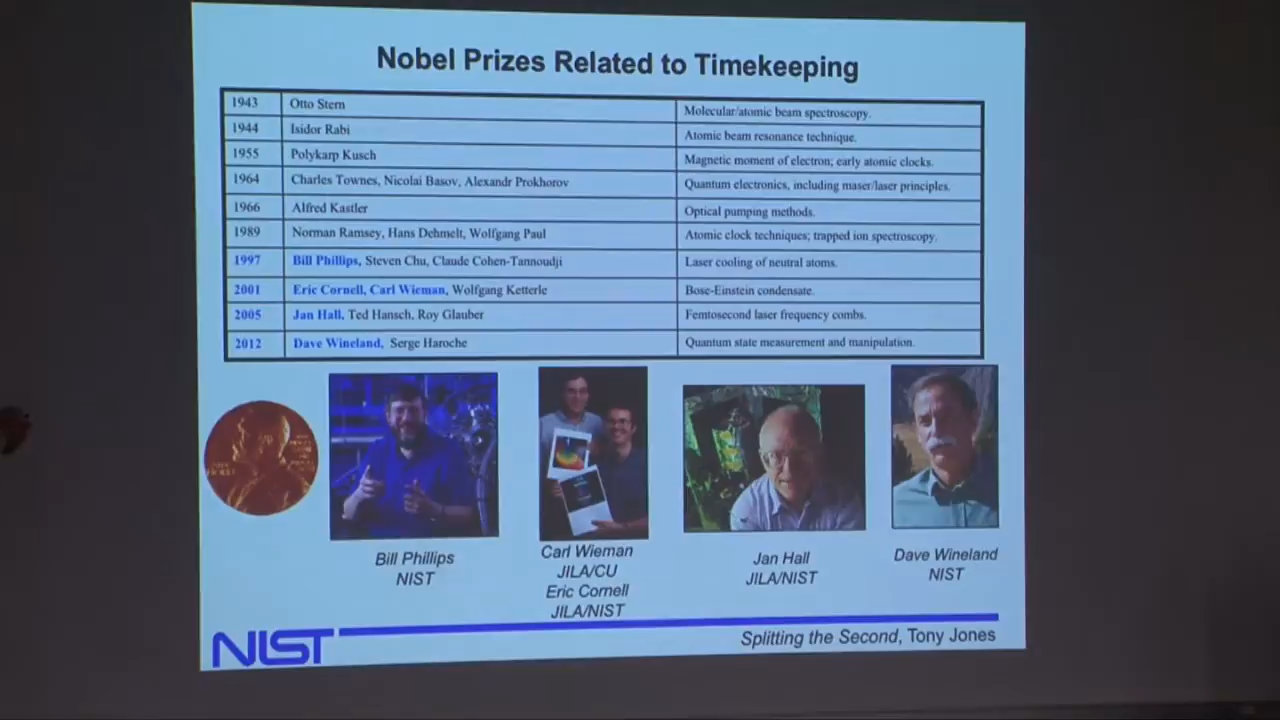 Nobel Prizes Related to Timekeeping
1943 Otto Stern Molecular/atomic beam spectroscopy.
1944 Isidor Rabi Atomic beam resonance technique.
1955 Polykarp Kusch Magnetic moment of electron; early atomic clocks.
1964 Charles Townes, Nicolai Basov, Alexandr Prokhorov Quantum electronics, including maser/laser principles.
1966 Alfred Kastler Optical pumping methods.
1989 Norman Ramsey, Hans Dehmelt, Wolfgang Paul Atomic clock techniques; trapped ion spectroscopy.
1997 Bill Phillips, Steven Chu, Claude Cohen-Tannoudji Laser cooling of neutral atoms.
2001 Eric Cornell, Carl Wieman, Wolfgang Ketterle Bose-Einstein condensate.
2005 Jan Hall, Ted Hansch, Roy Glauber Femtosecond laser frequency combs.
2012 Dave Wineland, Serge Haroche Quantum state measurement and manipulation.
Bill Phillips
NIST
Carl Wieman
JILA/CU
Eric Cornell
JILA/NIST
Jan Hall
JILA/NIST
Dave Wineland
NIST
NIST
Splitting the Second, Tony Jones